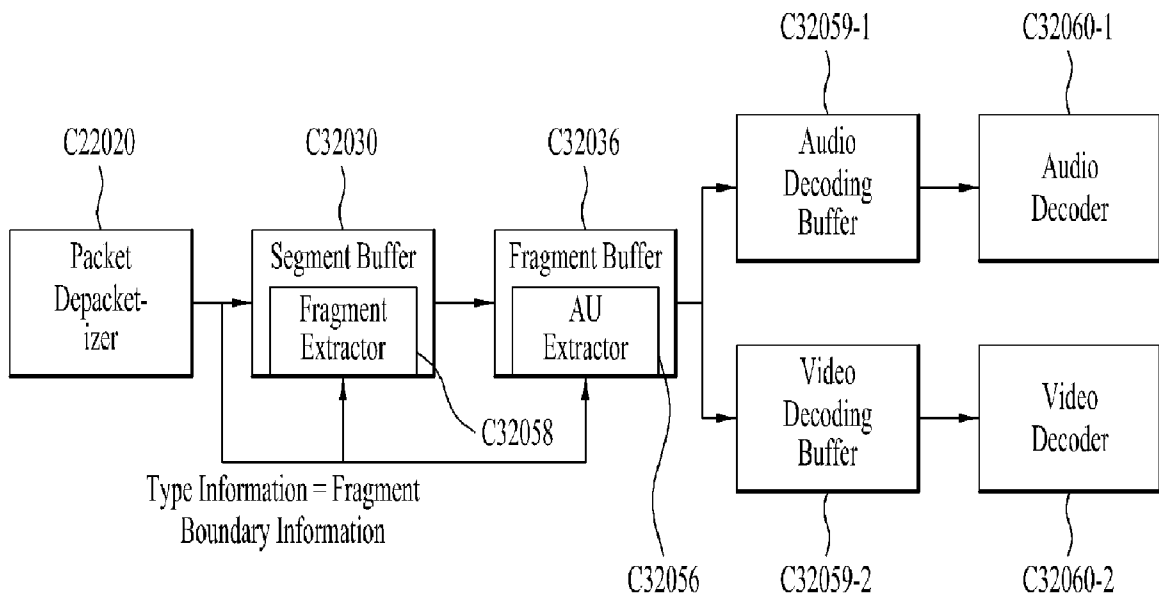 C32059-1
C32060-1
C22020
C32030
C32036
Audio
Decoding
Buffer
Audio
Decoder
Packet
Depacket-
izer
Segment Buffer
Fragment
Extractor
Fragment Buffer
AU
Extractor
C32058
Video
Decoding
Buffer
Video
Decoder
Type Information = Fragment
Boundary Information
C32056
C32059-2
C32060-2